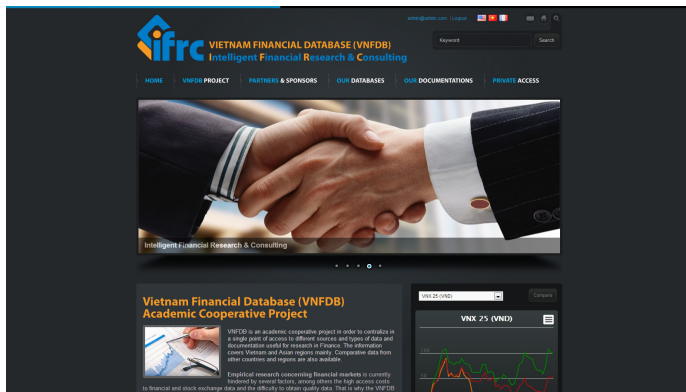 admin@admin.com | Logout
ifrc
VIETNAM FINANCIAL DATABASE (VNFDB)
Intelligent Financial Research & Consulting
Keyword
Search
HOME
VNFDB PROJECT
PARTNERS & SPONSORS
OUR DATABASES
OUR DOCUMENTATIONS
PRIVATE ACCESS
Intelligent Financial Research & Consulting
Vietnam Financial Database (VNFDB)
Academic Cooperative Project
VNFDB is an academic cooperative project in order to centralize in
a single point of access to different sources and types of data and
documentation useful for research in Finance. The information
covers Vietnam and Asian regions mainly. Comparative data from
other countries and regions are also available.
Empirical research concerning financial markets is currently
hindered by several factors, among others the high access costs
to financial and stock exchange data and the difficulty to obtain quality data. That is why the VNFDB
VNX 25 (VND)
Compare
VNX 25 (VND)